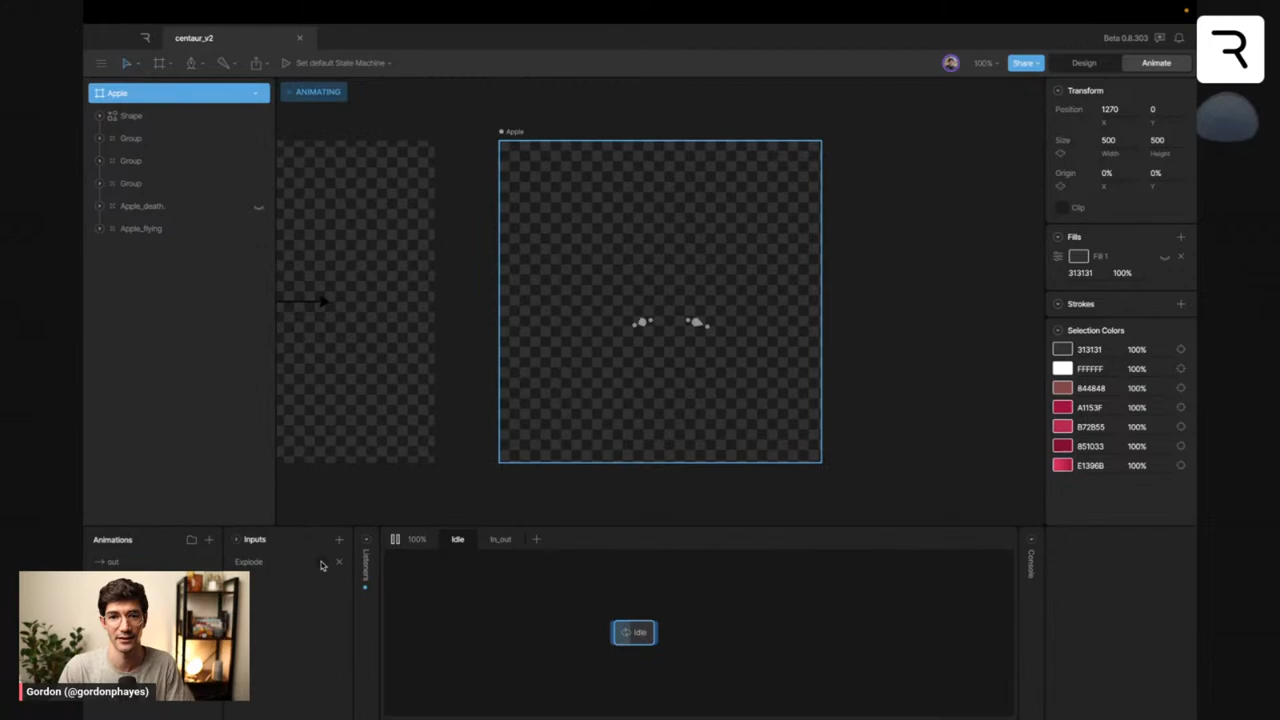 centaur_v2
Beta 0.8.303
Set default State Machine
100%
Share
Design
Animate
Apple
Shape
Group
Group
Group
Apple_death.
Apple_flying
ANIMATING
Apple
Transform
Position
1270
0
X
Y
Size
500
500
Width
Height
Origin
0%
0%
X
Y
Clip
Fills
Fill 1
313131
100%
Strokes
Selection Colors
313131
100%
FFFFFF
100%
844848
100%
A1153F
100%
B72B55
100%
851033
100%
E1396B
100%
Animations
Inputs
100%
Idle
In_out
out
Explode
Listeners
Console
Idle
Gordon (@gordonphayes)